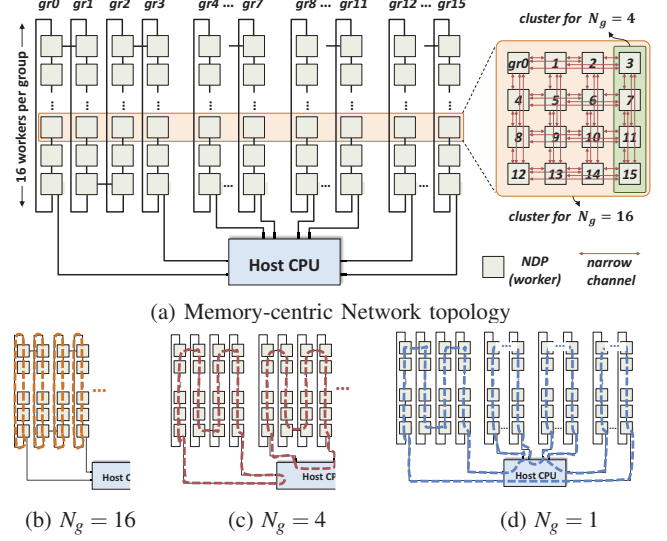 gr0 gr1 gr2 gr3 gr4 ... gr7 gr8 ... gr11 gr12 ... gr15
16 workers per group
cluster for N_g = 4
gr0 1 2 3
4 5 6 7
8 9 10 11
12 13 14 15
cluster for N_g = 16
Host CPU
NDP
(worker)
narrow
channel
(a) Memory-centric Network topology
Host C
Host CPU
Host CPU
(b) N_g = 16
(c) N_g = 4
(d) N_g = 1